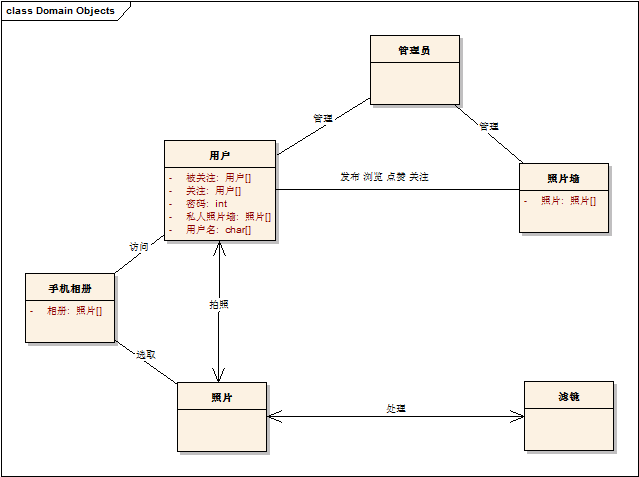 class Domain Objects
管理员
管理
管理
用户
- 被关注: 用户[]
- 关注: 用户[]
- 密码: int
- 私人照片墙: 照片[]
- 用户名: char[]
发布 浏览 点赞 关注
照片墙
- 照片: 照片[]
访问
手机相册
- 相册: 照片[]
拍照
选取
照片
处理
滤镜